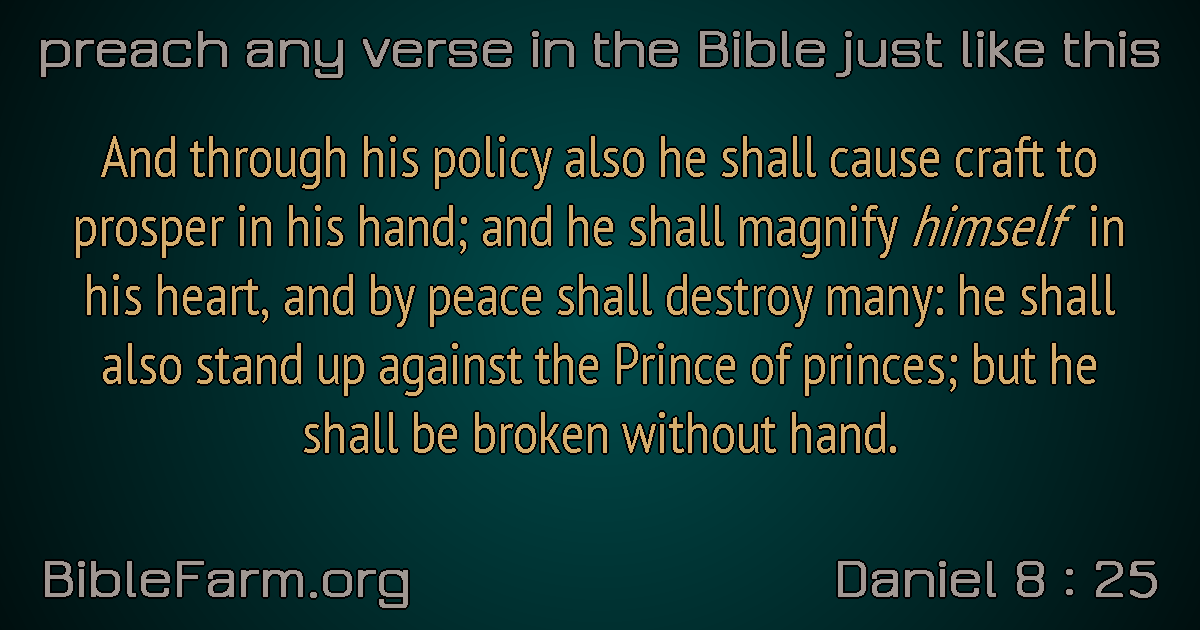 preach any verse in the Bible just like this
And through his policy also he shall cause craft to
prosper in his hand; and he shall magnify himself in
his heart, and by peace shall destroy many: he shall
also stand up against the Prince of princes; but he
shall be broken without hand.
BibleFarm.org
Daniel 8 : 25